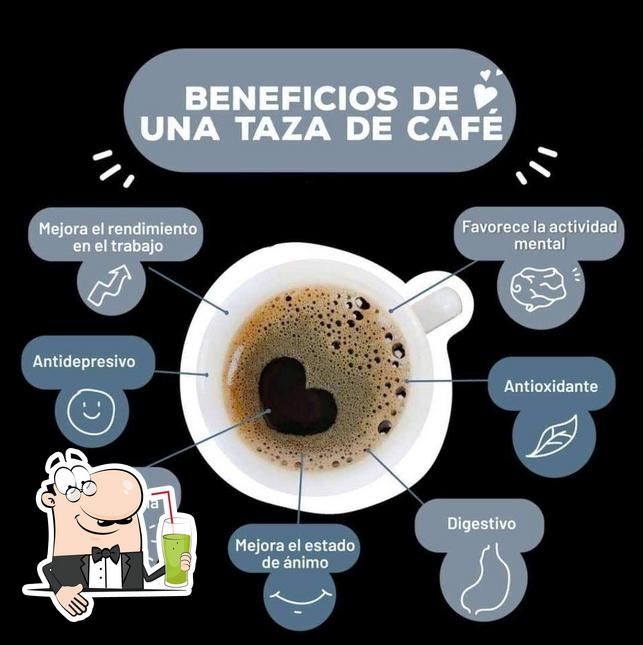 BENEFICIOS DE
UNA TAZA DE CAFÉ
Mejora el rendimiento
en el trabajo
Favorece la actividad
mental
Antidepresivo
Antioxidante
Digestivo
Mejora el estado
de ánimo